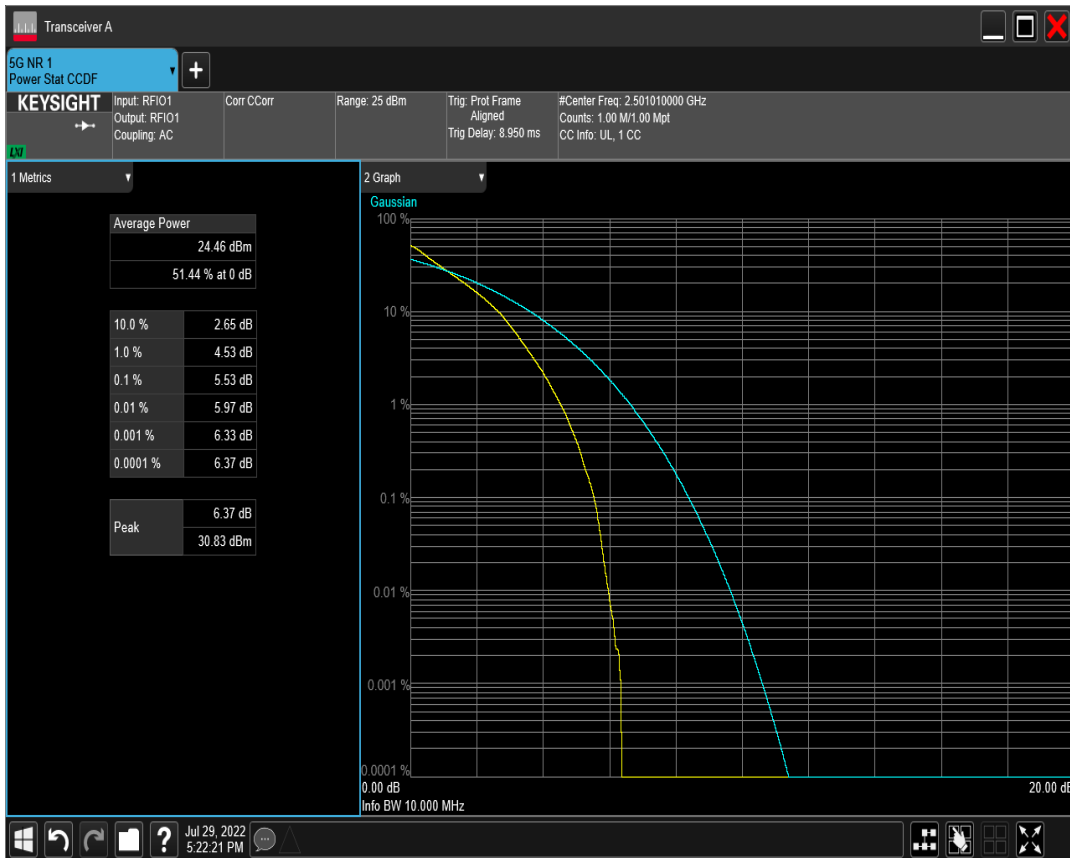 Transceiver A
5G NR 1
Power Stat CCDF
+
KEYSIGHT
LXI
Input: RFIO1
Output: RFIO1
Coupling: AC
Corr CCorr
Range: 25 dBm
Trig: Prot Frame
Aligned
Trig Delay: 8.950 ms
#Center Freq: 2.501010000 GHz
Counts: 1.00 M/1.00 Mpt
CC Info: UL, 1 CC
1 Metrics
Average Power
24.46 dBm
51.44 % at 0 dB
10.0 % 2.65 dB
1.0 % 4.53 dB
0.1 % 5.53 dB
0.01 % 5.97 dB
0.001 % 6.33 dB
0.0001 % 6.37 dB
Peak 6.37 dB
30.83 dBm
2 Graph
Gaussian
100 %
10 %
1 %
0.1 %
0.01 %
0.001 %
0.0001 %
0.00 dB 20.00 dB
Info BW 10.000 MHz
?
Jul 29, 2022
5:22:21 PM